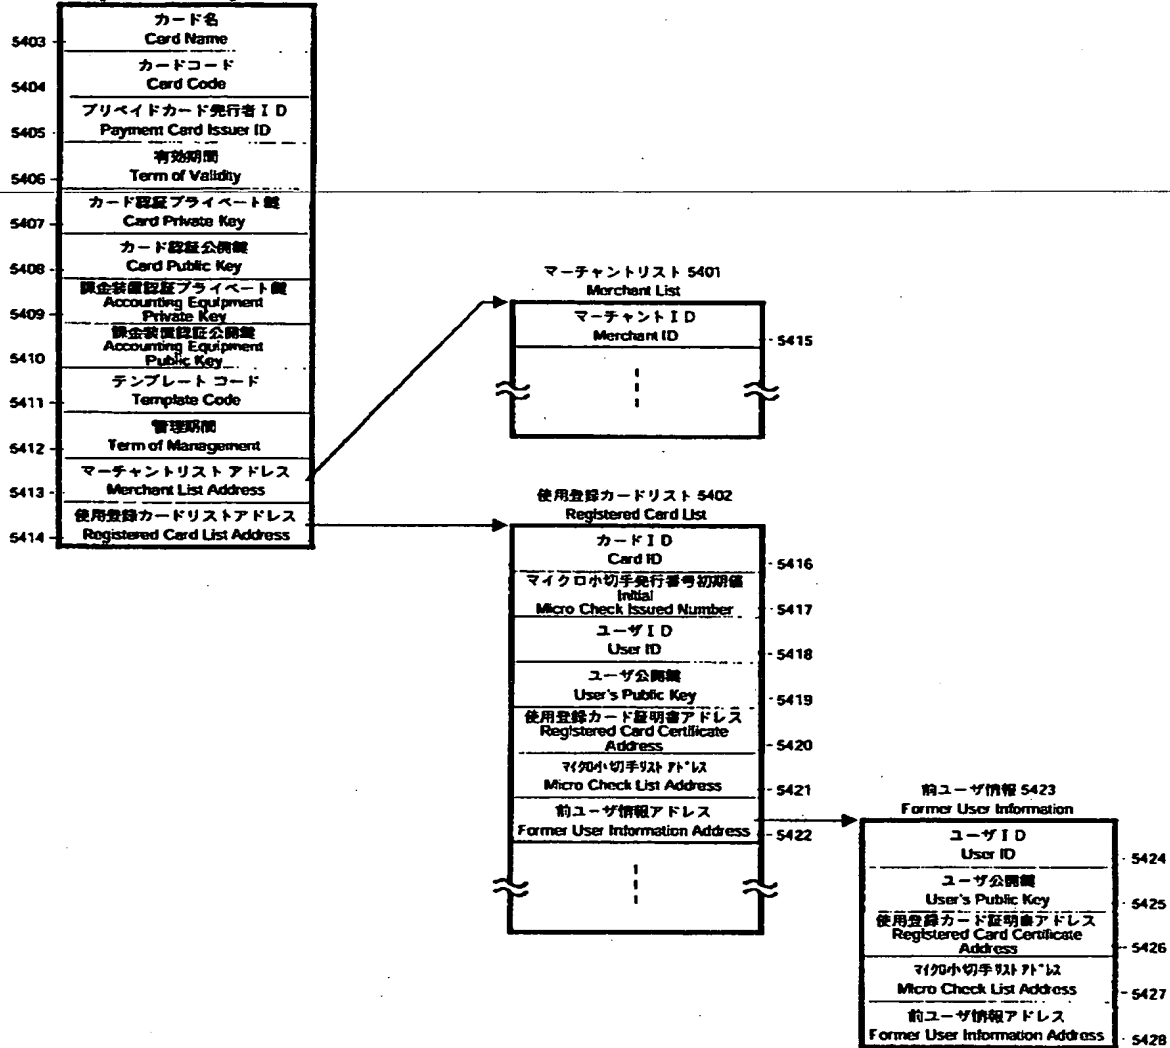 カード名
Card Name
5403
カードコード
Card Code
5404
プリペイドカード発行者ＩＤ
Payment Card Issuer ID
5405
有効期間
Term of Validity
5406
カード認証プライベート鍵
Card Private Key
5407
カード認証公開鍵
Card Public Key
5408
課金装置認証プライベート鍵
Accounting Equipment
Private Key
5409
課金装置認証公開鍵
Accounting Equipment
Public Key
5410
テンプレート コード
Template Code
5411
管理期間
Term of Management
5412
マーチャントリスト アドレス
Merchant List Address
5413
使用登録カードリストアドレス
Registered Card List Address
5414
マーチャントリスト 5401
Merchant List
マーチャントＩＤ
Merchant ID
5415
使用登録カードリスト 5402
Registered Card List
カードＩＤ
Card ID
5416
マイクロ小切手発行番号初期値
Initial
Micro Check Issued Number
5417
ユーザＩＤ
User ID
5418
ユーザ公開鍵
User's Public Key
5419
使用登録カード証明書アドレス
Registered Card Certificate
Address
5420
ﾏｲｸﾛ小切手ﾘｽﾄ ｱﾄﾞﾚｽ
Micro Check List Address
5421
前ユーザ情報アドレス
Former User Information Address
5422
前ユーザ情報 5423
Former User Information
ユーザＩＤ
User ID
5424
ユーザ公開鍵
User's Public Key
5425
使用登録カード証明書アドレス
Registered Card Certificate
Address
5426
ﾏｲｸﾛ小切手ﾘｽﾄ ｱﾄﾞﾚｽ
Micro Check List Address
5427
前ユーザ情報アドレス
Former User Information Address
5428